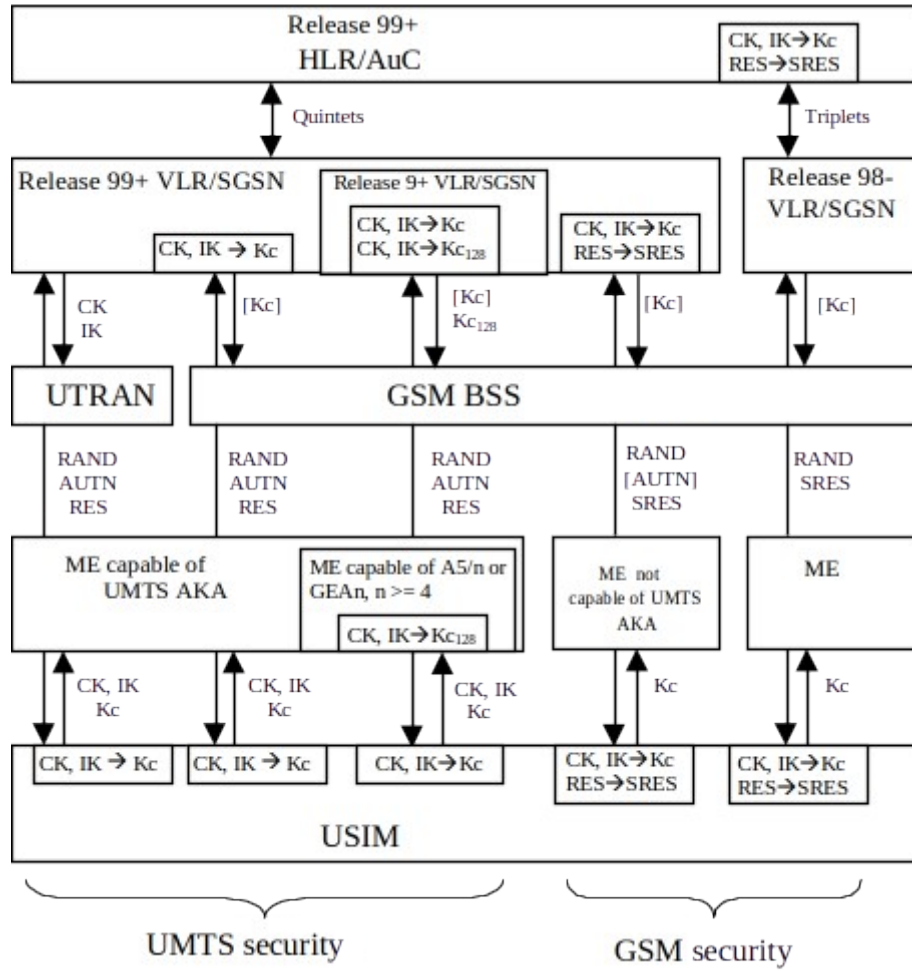 Release 99+
HLR/AuC
CK, IK→Kc
RES→SRES
Quintets
Triplets
Release 99+ VLR/SGSN
Release 9+ VLR/SGSN
CK, IK→Kc
CK, IK→Kc128
CK, IK → Kc
CK, IK→Kc
RES→SRES
Release 98-
VLR/SGSN
CK
IK
[Kc]
[Kc]
Kc128
[Kc]
[Kc]
UTRAN
GSM BSS
RAND
AUTN
RES
RAND
AUTN
RES
RAND
AUTN
RES
RAND
[AUTN]
SRES
RAND
SRES
ME capable of
UMTS AKA
ME capable of A5/n or
GEAn, n >= 4
CK, IK→Kc128
ME not
capable of UMTS
AKA
ME
CK, IK
Kc
CK, IK
Kc
CK, IK
Kc
Kc
Kc
CK, IK → Kc
CK, IK → Kc
CK, IK→Kc
CK, IK→Kc
RES→SRES
CK, IK→Kc
RES→SRES
USIM
UMTS security
GSM security